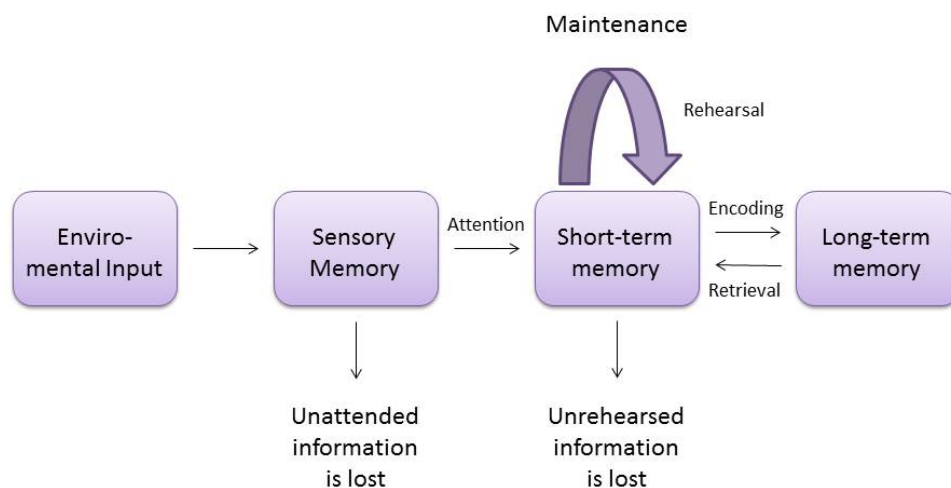 Maintenance
Rehearsal
Enviro-
mental Input
Sensory
Memory
Attention
Short-term
memory
Encoding
Retrieval
Long-term
memory
Unattended
information
is lost
Unrehearsed
information
is lost